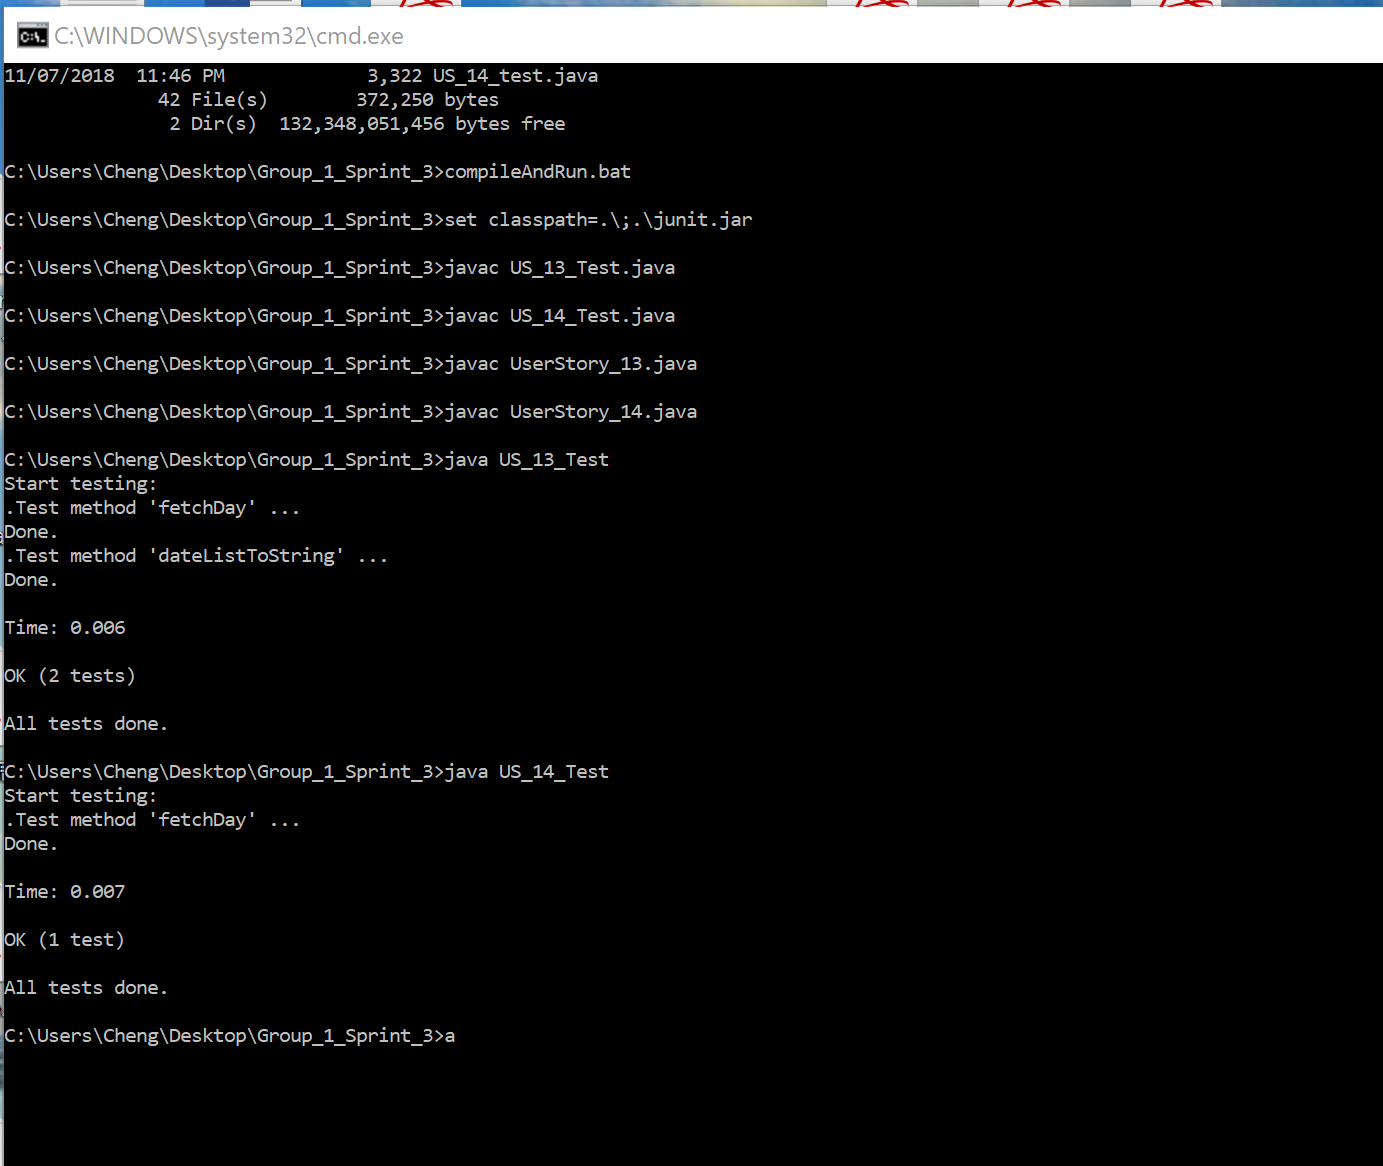 C:\WINDOWS\system32\cmd.exe
11/07/2018  11:46 PM             3,322 US_14_test.java
              42 File(s)        372,250 bytes
               2 Dir(s)  132,348,051,456 bytes free
C:\Users\Cheng\Desktop\Group_1_Sprint_3>compileAndRun.bat
C:\Users\Cheng\Desktop\Group_1_Sprint_3>set classpath=.\;.\junit.jar
C:\Users\Cheng\Desktop\Group_1_Sprint_3>javac US_13_Test.java
C:\Users\Cheng\Desktop\Group_1_Sprint_3>javac US_14_Test.java
C:\Users\Cheng\Desktop\Group_1_Sprint_3>javac UserStory_13.java
C:\Users\Cheng\Desktop\Group_1_Sprint_3>javac UserStory_14.java
C:\Users\Cheng\Desktop\Group_1_Sprint_3>java US_13_Test
Start testing:
.Test method 'fetchDay' ...
Done.
.Test method 'dateListToString' ...
Done.
Time: 0.006
OK (2 tests)
All tests done.
C:\Users\Cheng\Desktop\Group_1_Sprint_3>java US_14_Test
Start testing:
.Test method 'fetchDay' ...
Done.
Time: 0.007
OK (1 test)
All tests done.
C:\Users\Cheng\Desktop\Group_1_Sprint_3>a